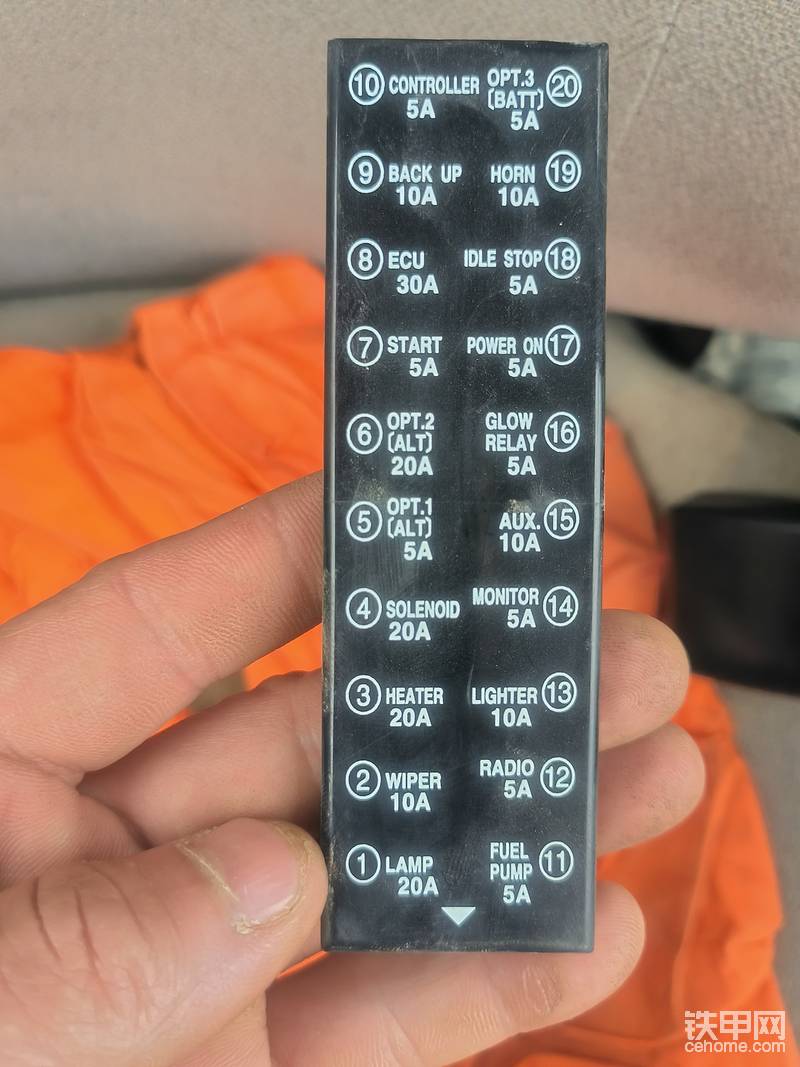 ⑩ CONTROLLER 5A
OPT.3 (BATT) 5A ⑳
⑨ BACK UP 10A
HORN 10A ⑲
⑧ ECU 30A
IDLE STOP 5A ⑱
⑦ START 5A
POWER ON 5A ⑰
⑥ OPT.2 (ALT) 20A
GLOW RELAY 5A ⑯
⑤ OPT.1 (ALT) 5A
AUX. 10A ⑮
④ SOLENOID 20A
MONITOR 5A ⑭
③ HEATER 20A
LIGHTER 10A ⑬
② WIPER 10A
RADIO 5A ⑫
① LAMP 20A
FUEL PUMP 5A ⑪
铁甲网
cehome.com